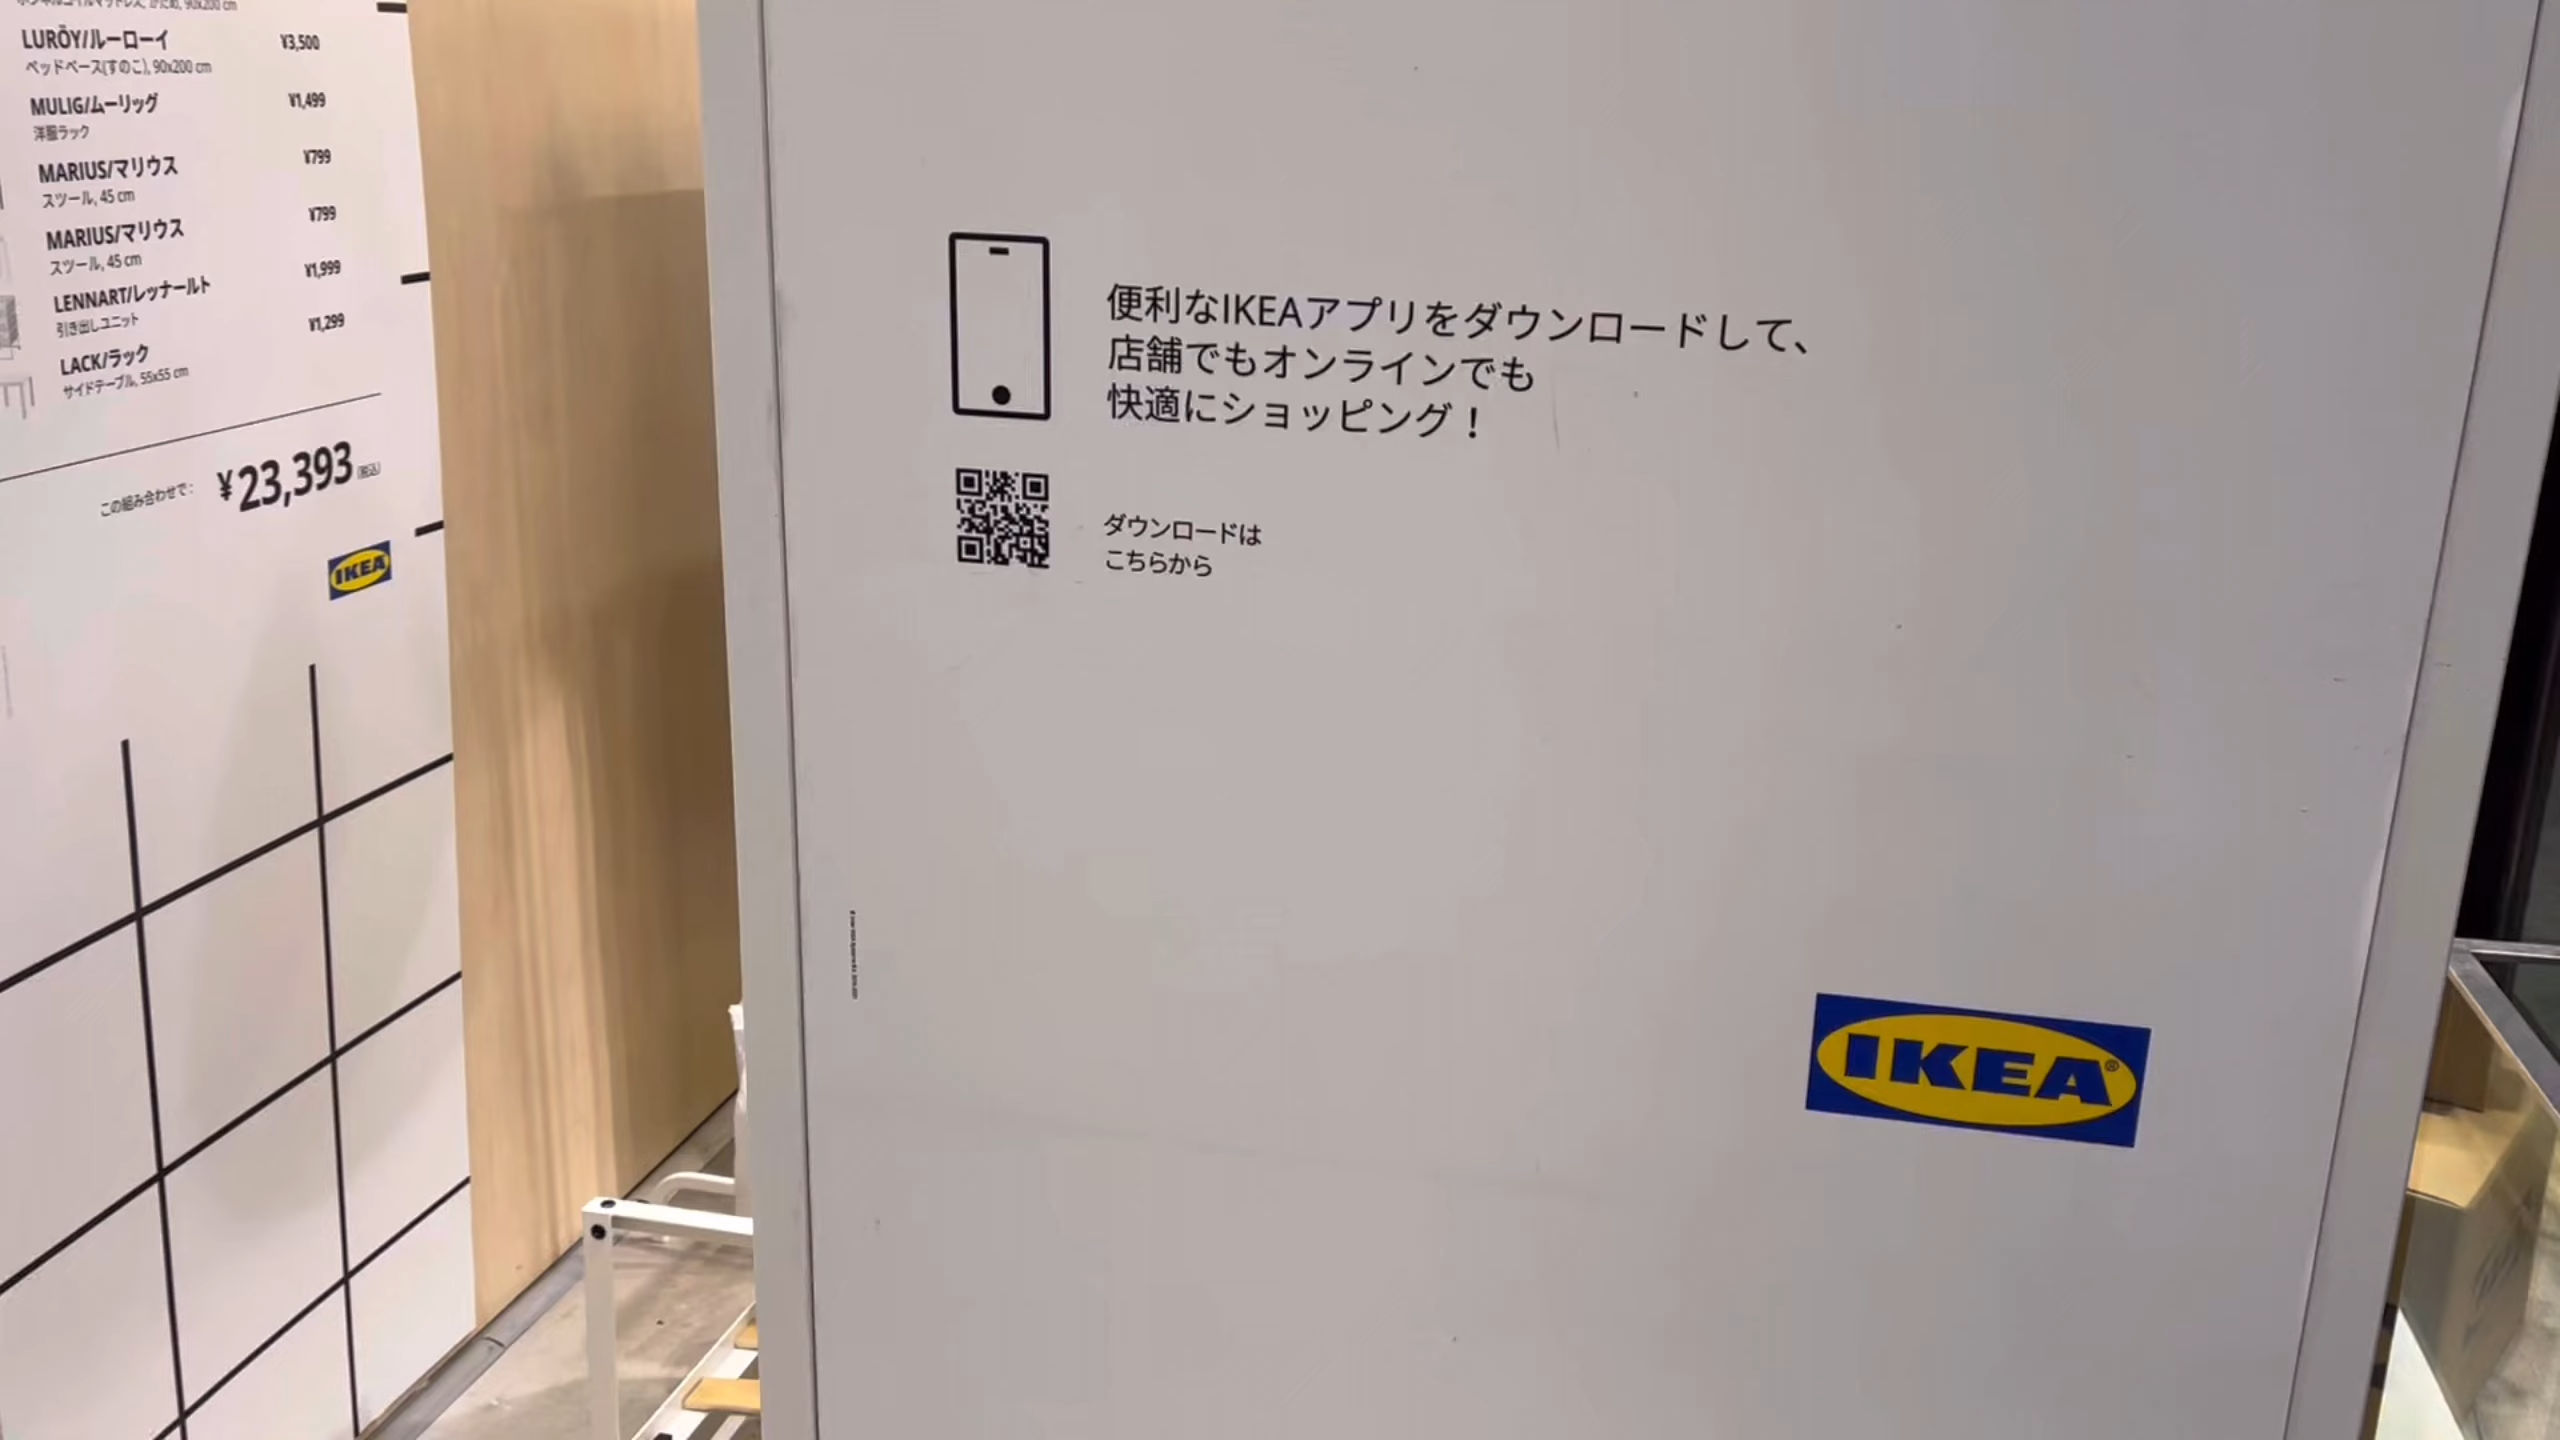 90x200 cm
LURÖY/ルーローイ ¥3,500
ベッドベース(すのこ), 90x200 cm
MULIG/ムーリッグ ¥1,499
洋服ラック
MARIUS/マリウス ¥799
スツール, 45 cm
MARIUS/マリウス ¥799
スツール, 45 cm
LENNART/レッナールト ¥1,999
引き出しユニット
LACK/ラック ¥1,299
サイドテーブル, 55x55 cm
この組み合わせで: ¥23,393(税込)
IKEA
便利なIKEAアプリをダウンロードして、
店舗でもオンラインでも
快適にショッピング!
ダウンロードは
こちらから
IKEA®